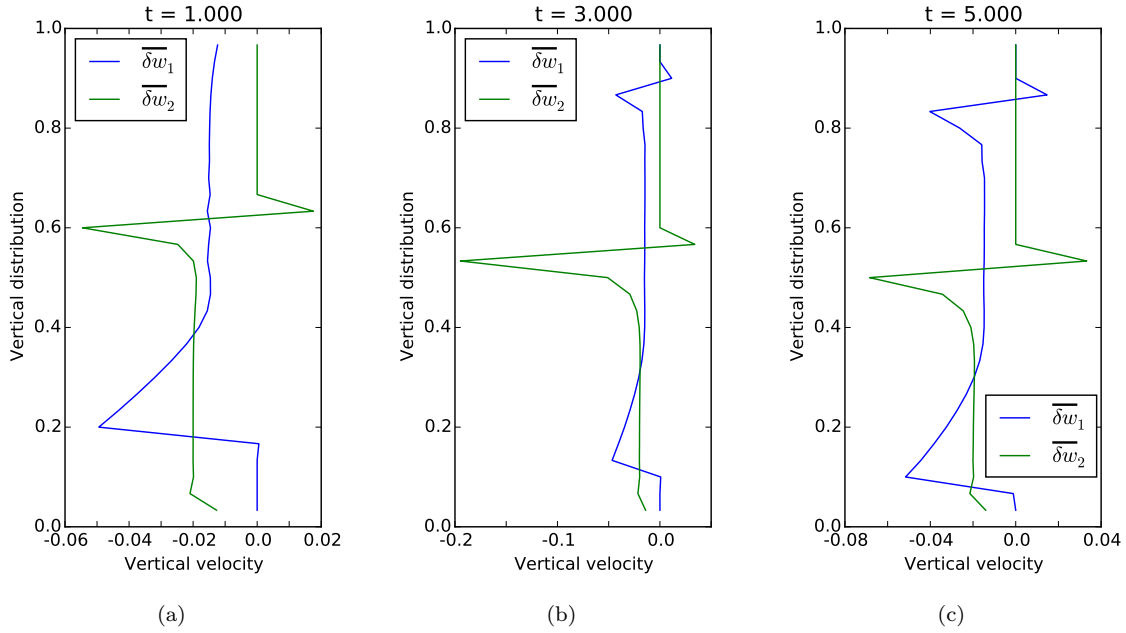 t = 1.000
1.0
0.8
0.6
0.4
0.2
0.0
Vertical distribution
δw̅₁
δw̅₂
-0.06
-0.04
-0.02
0.0
0.02
Vertical velocity
(a)
t = 3.000
1.0
0.8
0.6
0.4
0.2
0.0
Vertical distribution
δw̅₁
δw̅₂
-0.2
-0.1
0.0
Vertical velocity
(b)
t = 5.000
1.0
0.8
0.6
0.4
0.2
0.0
Vertical distribution
δw̅₁
δw̅₂
-0.08
-0.04
0.0
0.04
Vertical velocity
(c)